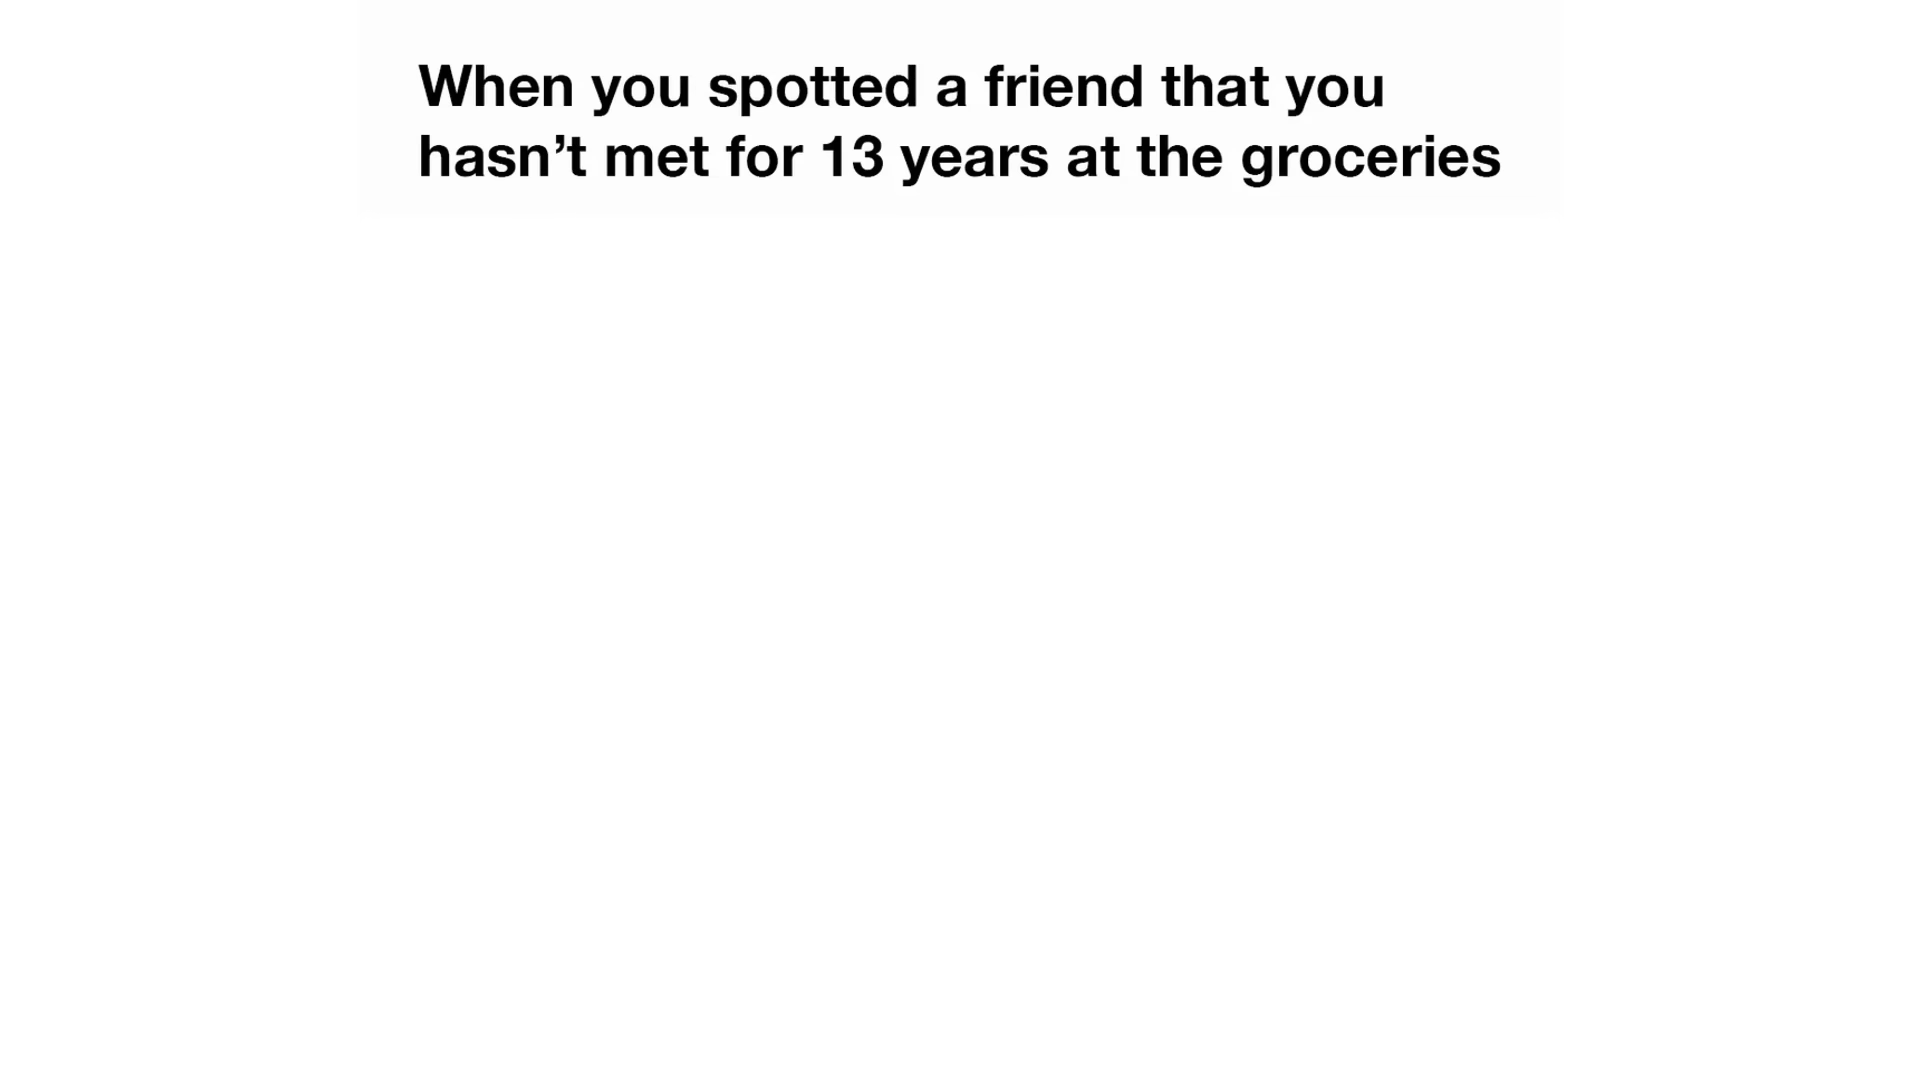 When you spotted a friend that you
hasn’t met for 13 years at the groceries